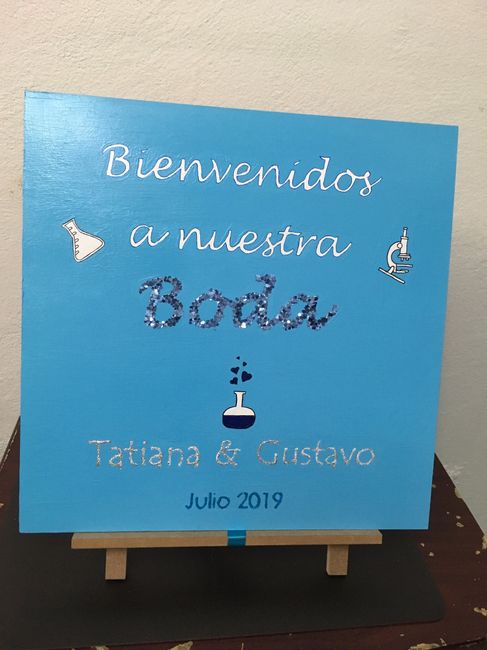 Bienvenidos
a nuestra
Boda
Tatiana & Gustavo
Julio 2019